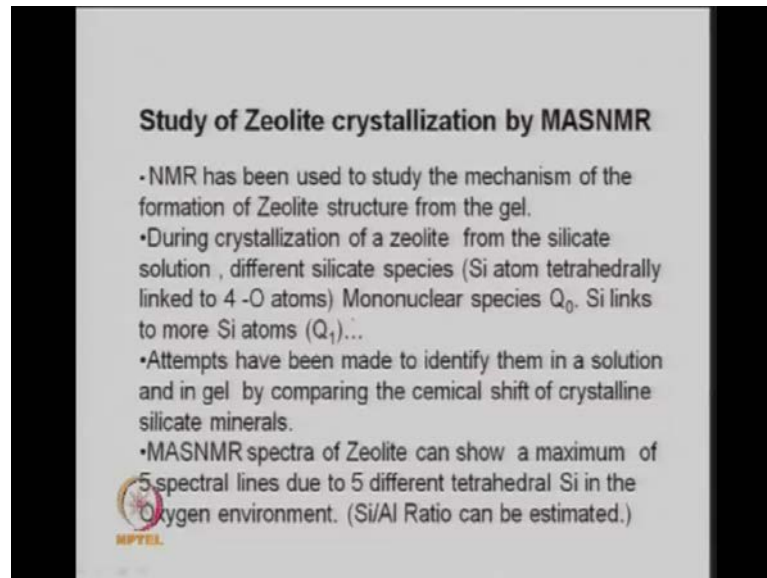 Study of Zeolite crystallization by MASNMR
• NMR has been used to study the mechanism of the
formation of Zeolite structure from the gel.
•During crystallization of a zeolite from the silicate
solution , different silicate species (Si atom tetrahedrally
linked to 4 -O atoms) Mononuclear species Q₀. Si links
to more Si atoms (Q₁)...
•Attempts have been made to identify them in a solution
and in gel by comparing the cemical shift of crystalline
silicate minerals.
•MASNMR spectra of Zeolite can show a maximum of
5 spectral lines due to 5 different tetrahedral Si in the
Oxygen environment. (Si/Al Ratio can be estimated.)
NPTEL